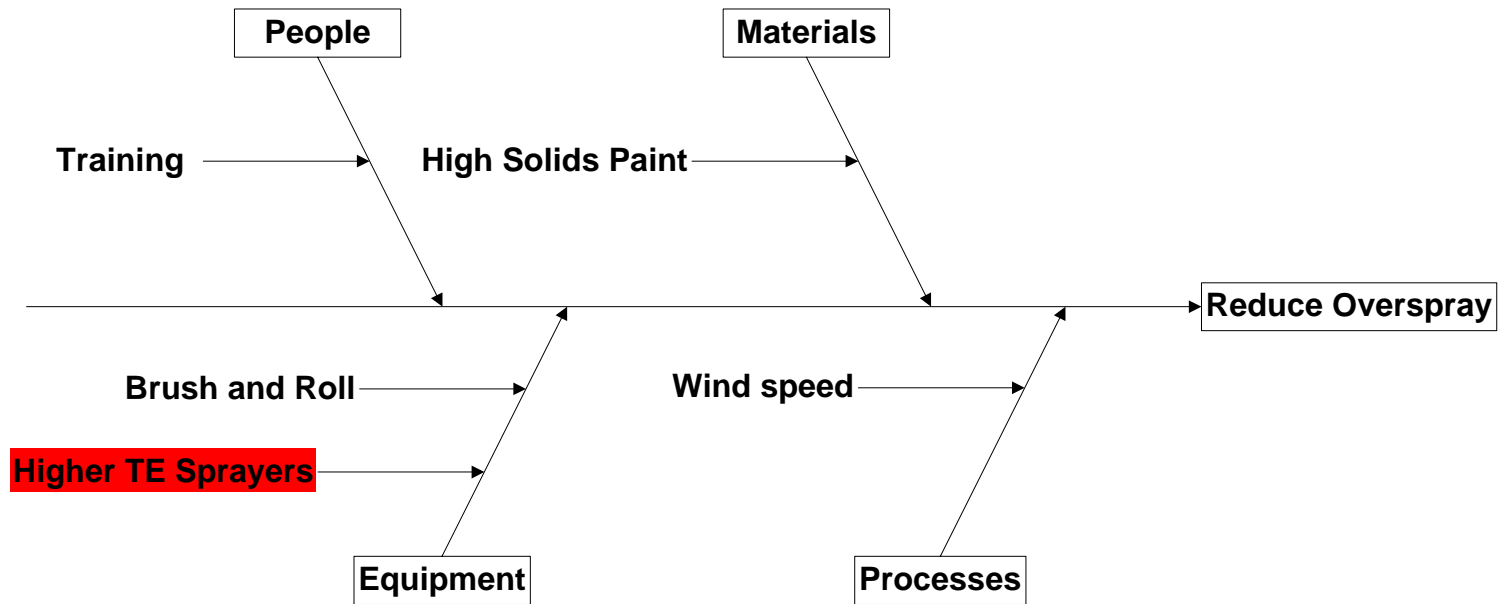 People
Materials
Training
High Solids Paint
Reduce Overspray
Brush and Roll
Wind speed
Higher TE Sprayers
Equipment
Processes